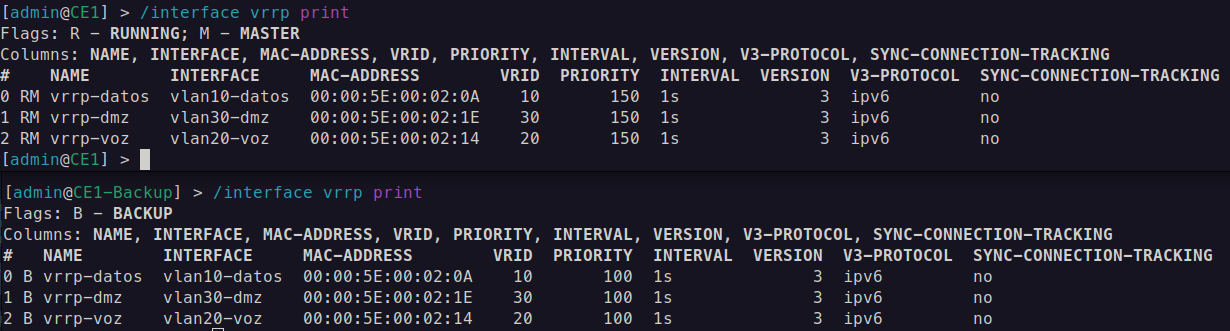 [admin@CE1] > /interface vrrp print
Flags: R - RUNNING; M - MASTER
Columns: NAME, INTERFACE, MAC-ADDRESS, VRID, PRIORITY, INTERVAL, VERSION, V3-PROTOCOL, SYNC-CONNECTION-TRACKING
#    NAME        INTERFACE     MAC-ADDRESS        VRID  PRIORITY  INTERVAL  VERSION  V3-PROTOCOL  SYNC-CONNECTION-TRACKING
0 RM vrrp-datos  vlan10-datos  00:00:5E:00:02:0A    10       150  1s              3  ipv6         no
1 RM vrrp-dmz    vlan30-dmz    00:00:5E:00:02:1E    30       150  1s              3  ipv6         no
2 RM vrrp-voz    vlan20-voz    00:00:5E:00:02:14    20       150  1s              3  ipv6         no
[admin@CE1] >
[admin@CE1-Backup] > /interface vrrp print
Flags: B - BACKUP
Columns: NAME, INTERFACE, MAC-ADDRESS, VRID, PRIORITY, INTERVAL, VERSION, V3-PROTOCOL, SYNC-CONNECTION-TRACKING
#   NAME        INTERFACE     MAC-ADDRESS        VRID  PRIORITY  INTERVAL  VERSION  V3-PROTOCOL  SYNC-CONNECTION-TRACKING
0 B vrrp-datos  vlan10-datos  00:00:5E:00:02:0A    10       100  1s              3  ipv6         no
1 B vrrp-dmz    vlan30-dmz    00:00:5E:00:02:1E    30       100  1s              3  ipv6         no
2 B vrrp-voz    vlan20-voz    00:00:5E:00:02:14    20       100  1s              3  ipv6         no